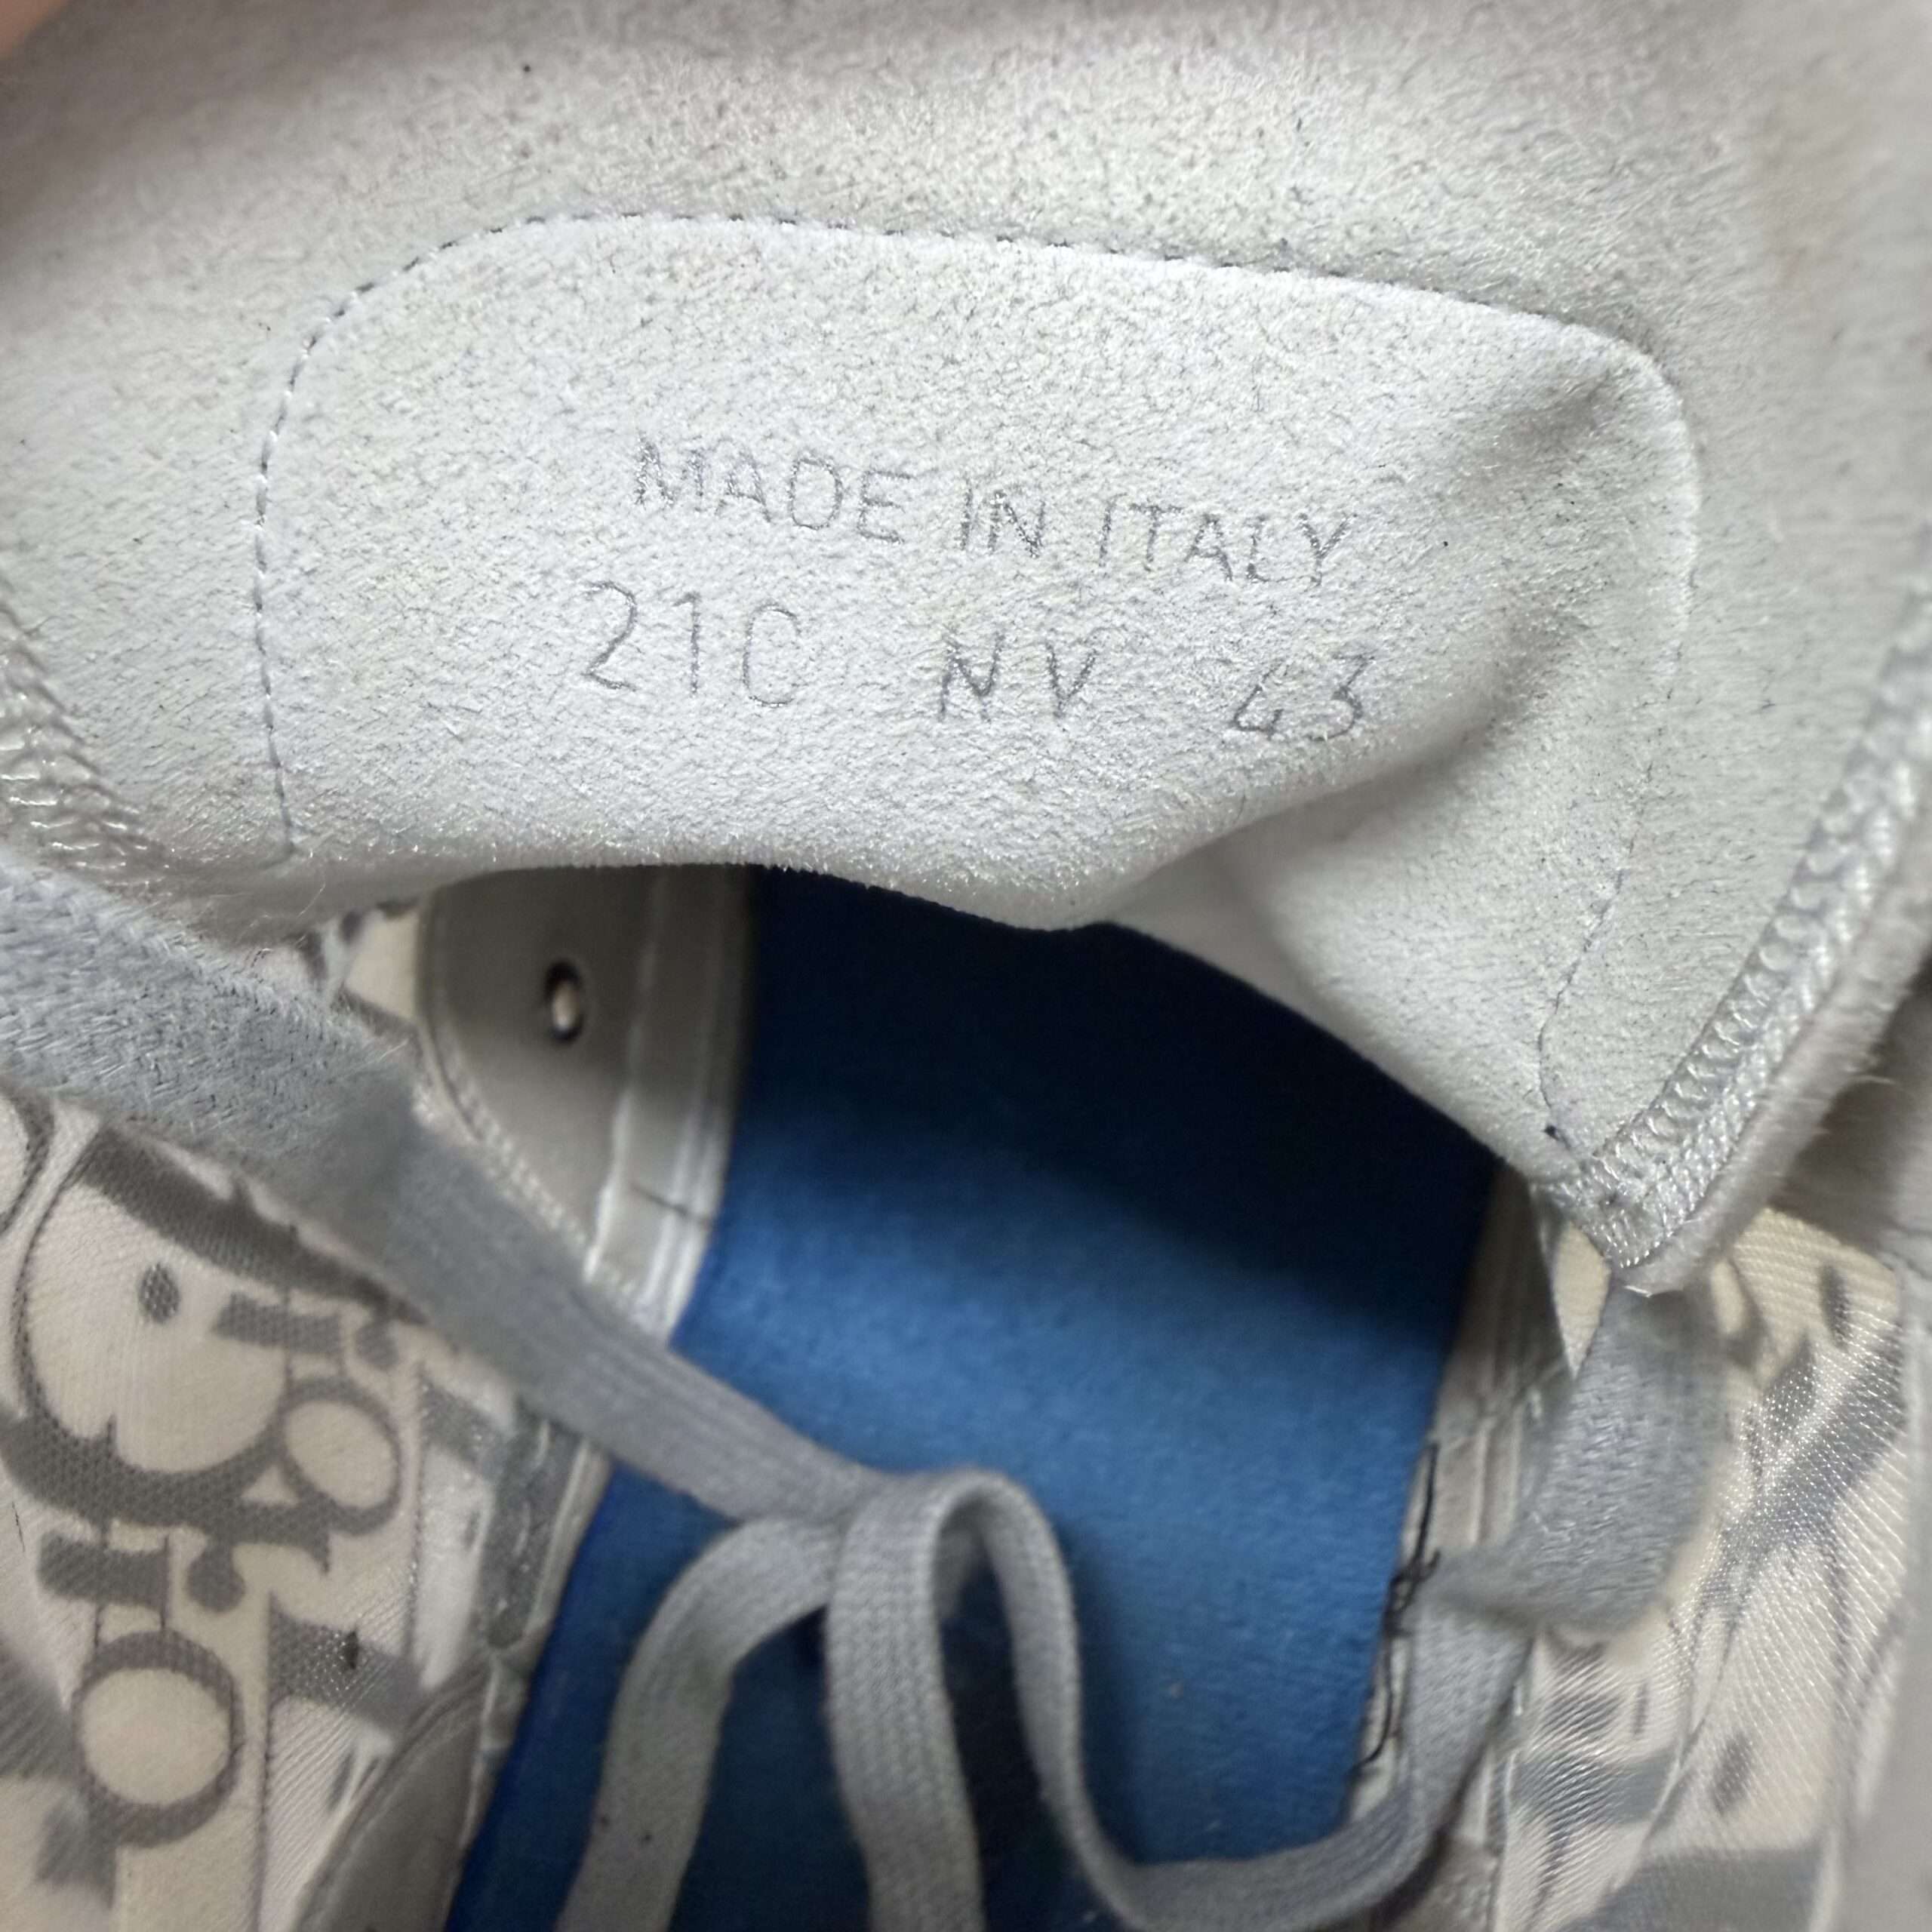 MADE IN ITALY
21C NV 43